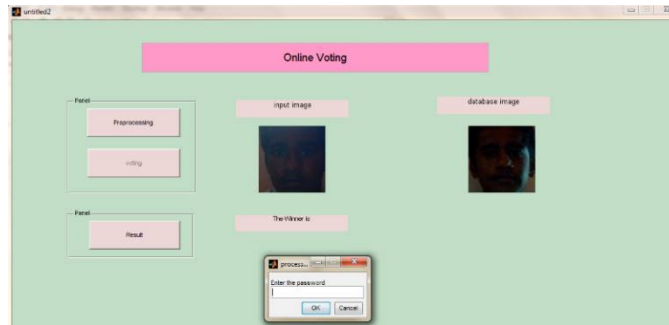 untitled2
Online Voting
Panel
Preprocessing
voting
input image
database image
Panel
Result
The Winner is
process...
Enter the password
OK
Cancel